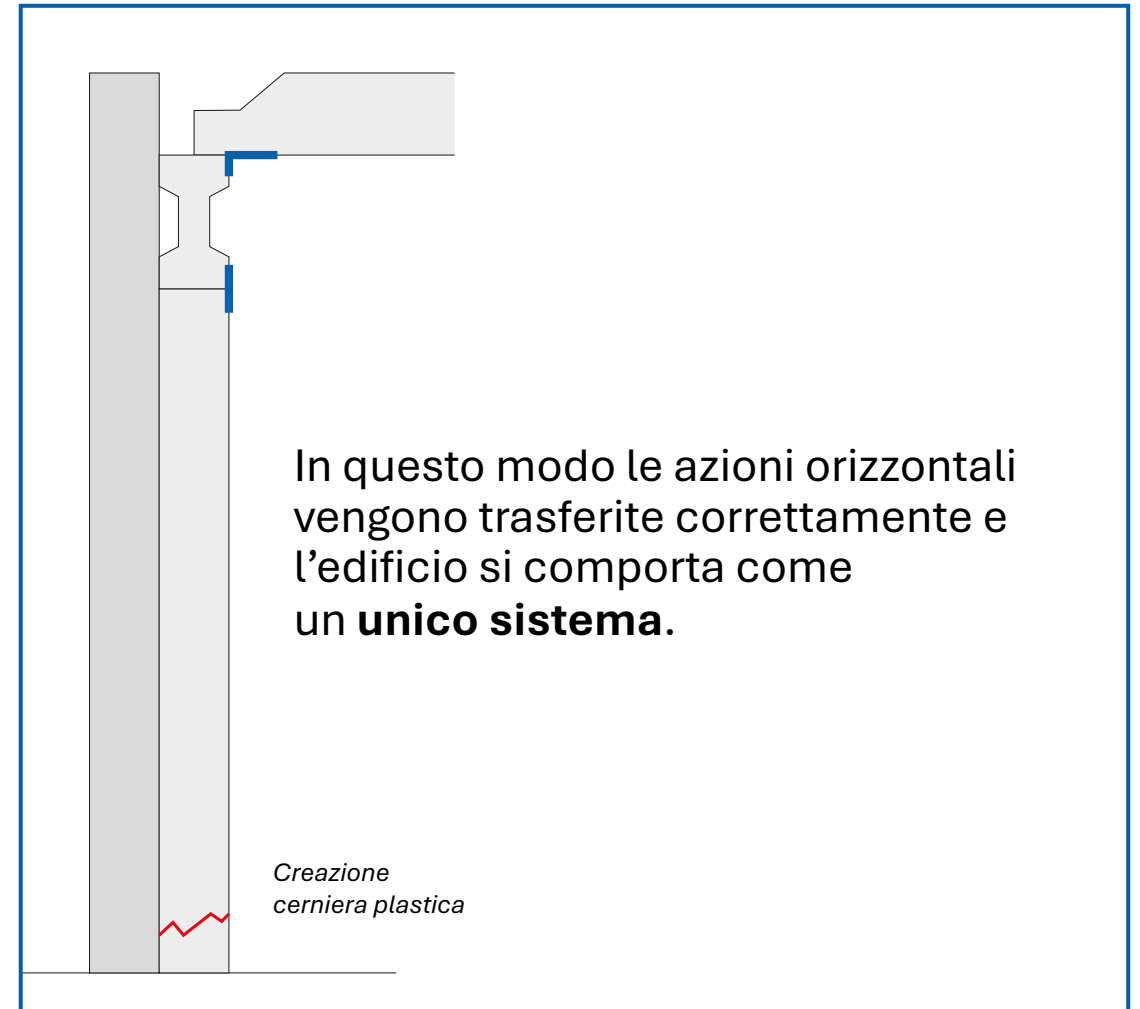 In questo modo le azioni orizzontali
vengono trasferite correttamente e
l’edificio si comporta come
un unico sistema.
Creazione
cerniera plastica